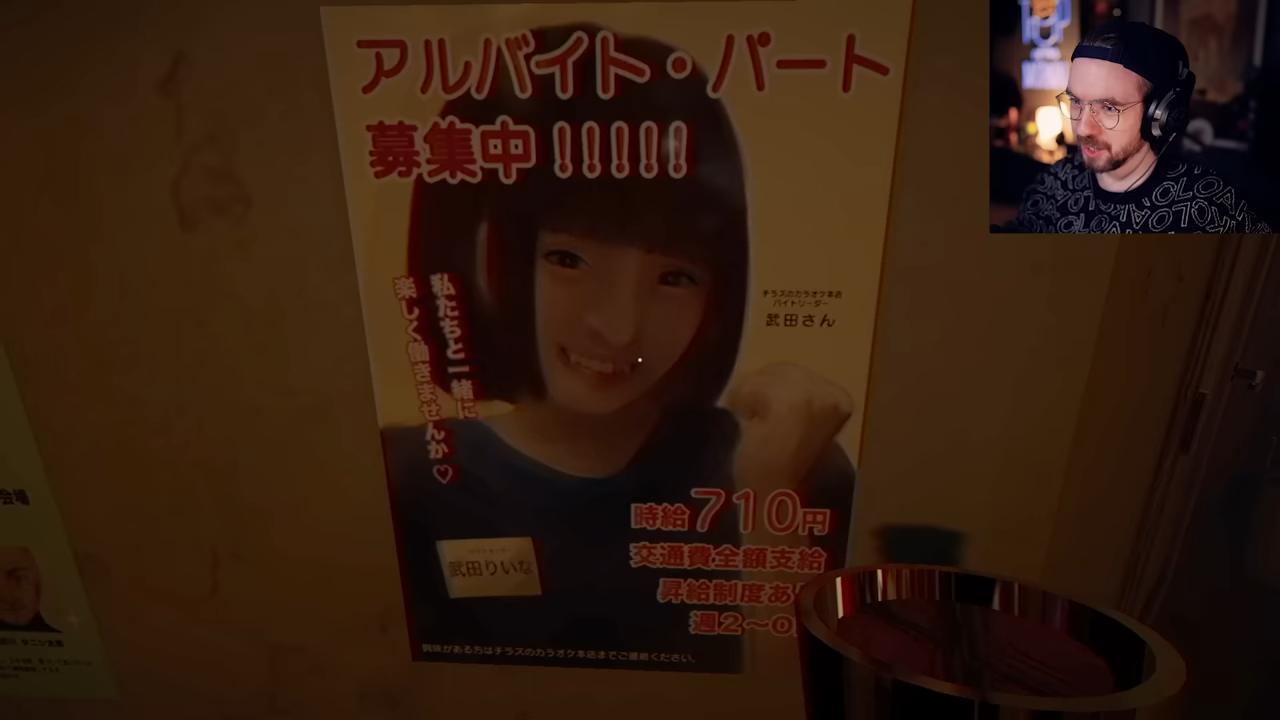 アルバイト・パート
募集中!!!!!
私たちと一緒に
楽しく働きませんか♡
チラズのカラオケ本店
バイトリーダー
武田さん
時給710円
交通費全額支給
昇給制度あ
週2〜O
武田りいな
興味がある方はチラズのカラオケ本店までご連絡ください。
会場